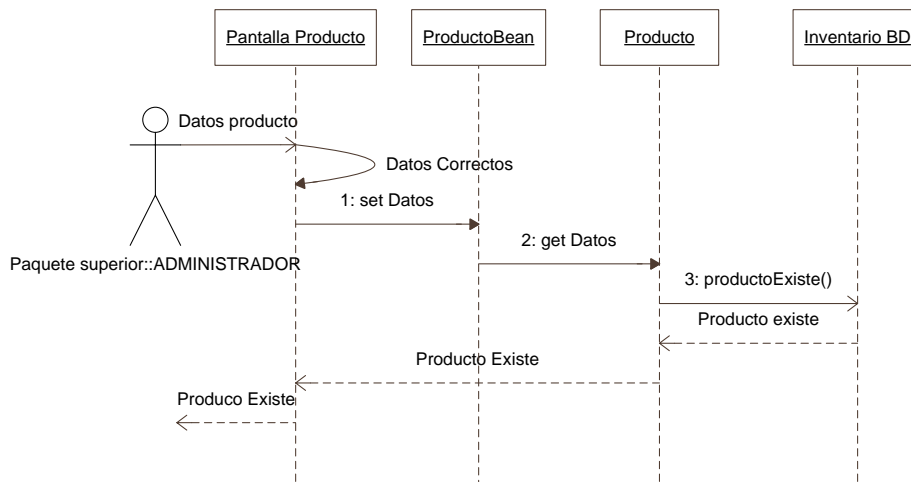 Pantalla Producto
ProductoBean
Producto
Inventario BD
Datos producto
Datos Correctos
1: set Datos
2: get Datos
Paquete superior::ADMINISTRADOR
3: productoExiste()
Producto existe
Producto Existe
Produco Existe